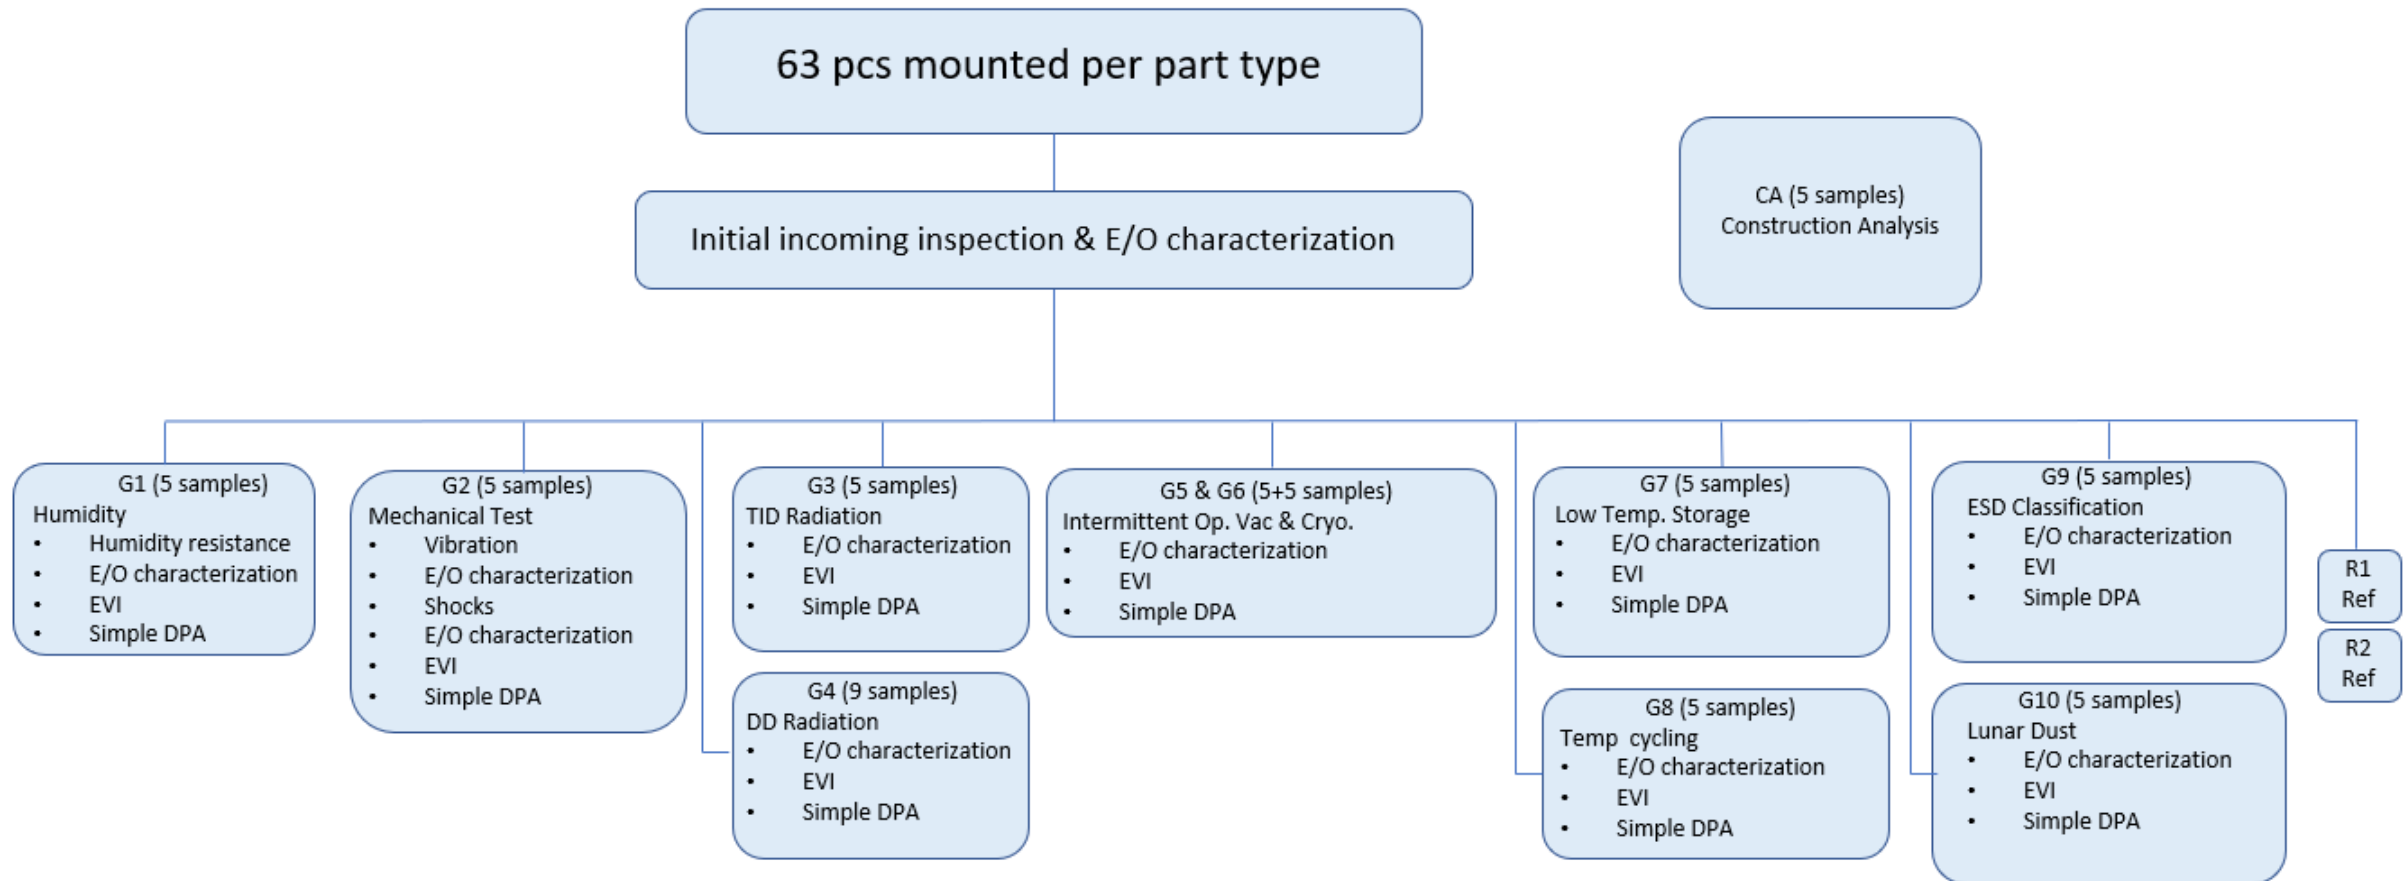 63 pcs mounted per part type
Initial incoming inspection & E/O characterization
CA (5 samples)
Construction Analysis
G1 (5 samples)
Humidity
• Humidity resistance
• E/O characterization
• EVI
• Simple DPA
G2 (5 samples)
Mechanical Test
• Vibration
• E/O characterization
• Shocks
• E/O characterization
• EVI
• Simple DPA
G3 (5 samples)
TID Radiation
• E/O characterization
• EVI
• Simple DPA
G4 (9 samples)
DD Radiation
• E/O characterization
• EVI
• Simple DPA
G5 & G6 (5+5 samples)
Intermittent Op. Vac & Cryo.
• E/O characterization
• EVI
• Simple DPA
G7 (5 samples)
Low Temp. Storage
• E/O characterization
• EVI
• Simple DPA
G8 (5 samples)
Temp cycling
• E/O characterization
• EVI
• Simple DPA
G9 (5 samples)
ESD Classification
• E/O characterization
• EVI
• Simple DPA
G10 (5 samples)
Lunar Dust
• E/O characterization
• EVI
• Simple DPA
R1
Ref
R2
Ref